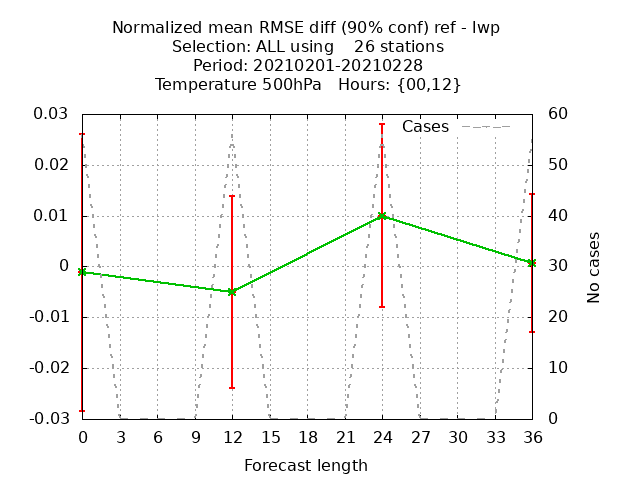 Normalized mean RMSE diff (90% conf) ref - lwp
Selection: ALL using    26 stations
Period: 20210201-20210228
Temperature 500hPa   Hours: {00,12}
0.03
0.02
0.01
0
-0.01
-0.02
-0.03
Cases
60
50
40
30
20
10
0
No cases
0 3 6 9 12 15 18 21 24 27 30 33 36
Forecast length